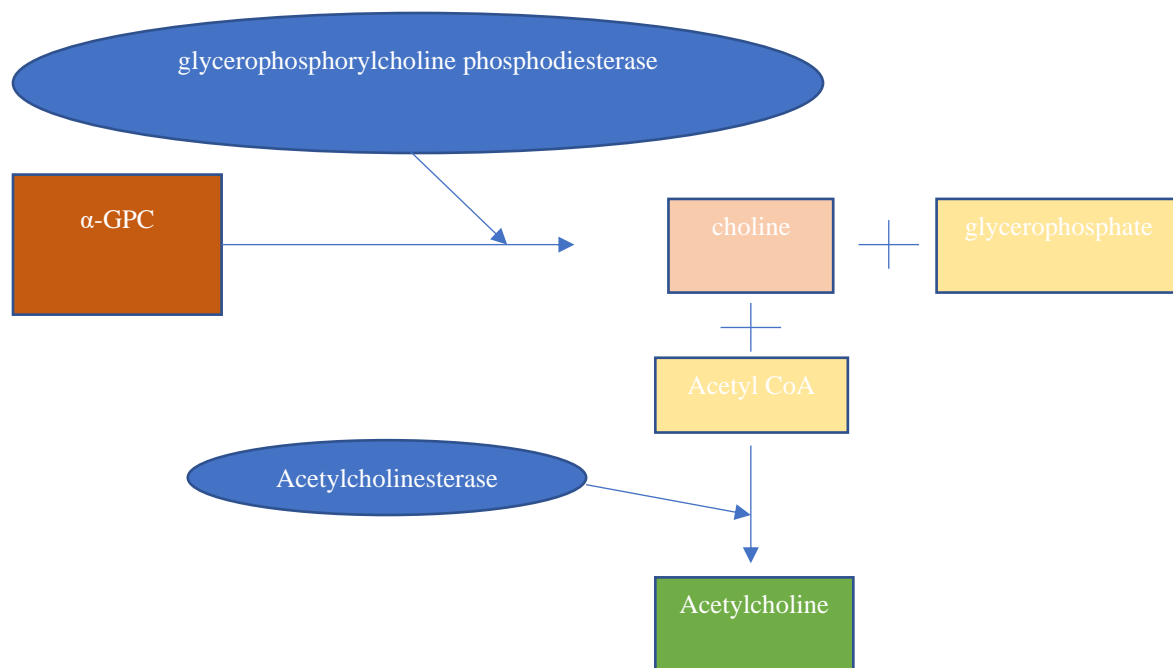 glycerophosphorylcholine phosphodiesterase
α-GPC
choline
glycerophosphate
Acetyl CoA
Acetylcholinesterase
Acetylcholine